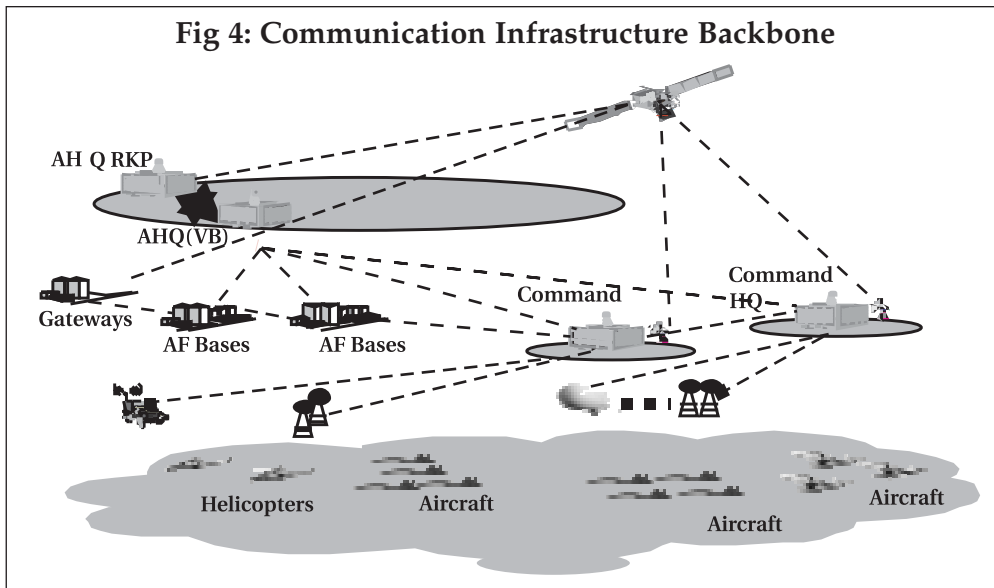 Fig 4: Communication Infrastructure Backbone
AH Q RKP
AHQ(VB)
Gateways
AF Bases
AF Bases
Command
Command
HQ
Helicopters
Aircraft
Aircraft
Aircraft